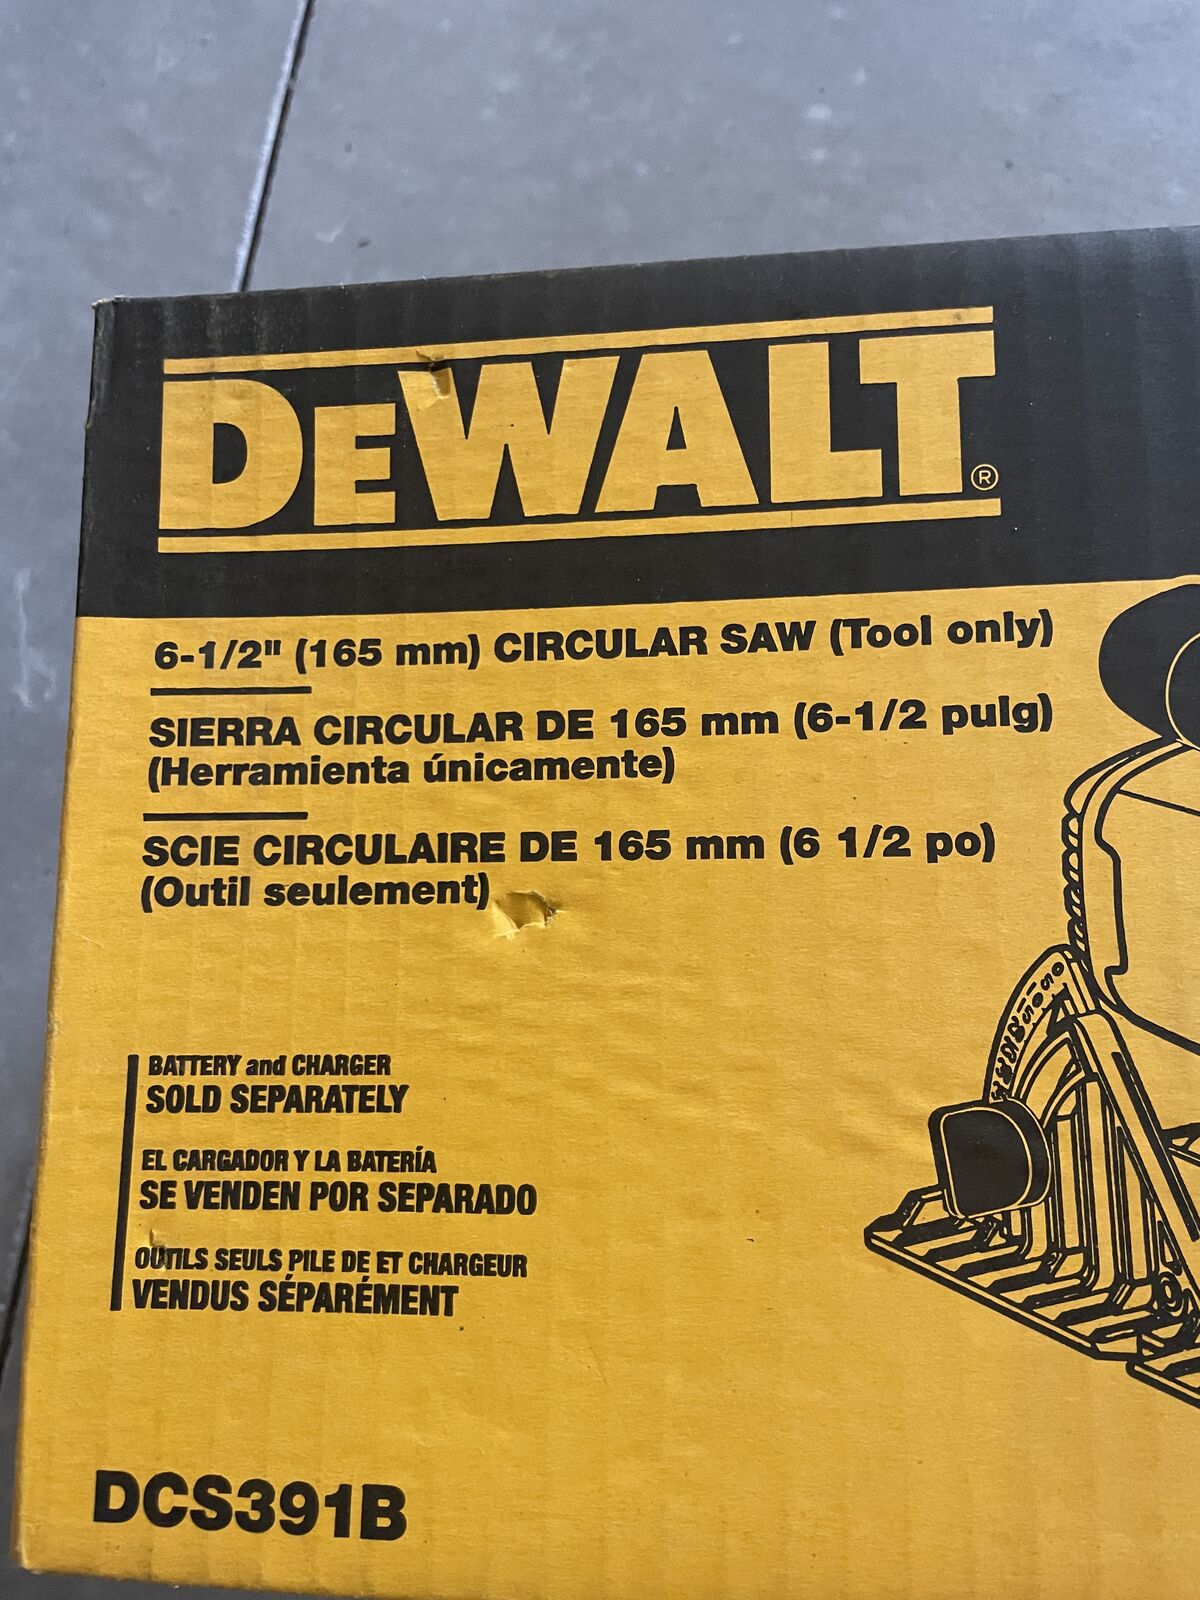 DEWALT®
6-1/2" (165 mm) CIRCULAR SAW (Tool only)
SIERRA CIRCULAR DE 165 mm (6-1/2 pulg)
(Herramienta únicamente)
SCIE CIRCULAIRE DE 165 mm (6 1/2 po)
(Outil seulement)
BATTERY and CHARGER
SOLD SEPARATELY
EL CARGADOR Y LA BATERÍA
SE VENDEN POR SEPARADO
OUTILS SEULS PILE DE ET CHARGEUR
VENDUS SÉPARÉMENT
DCS391B